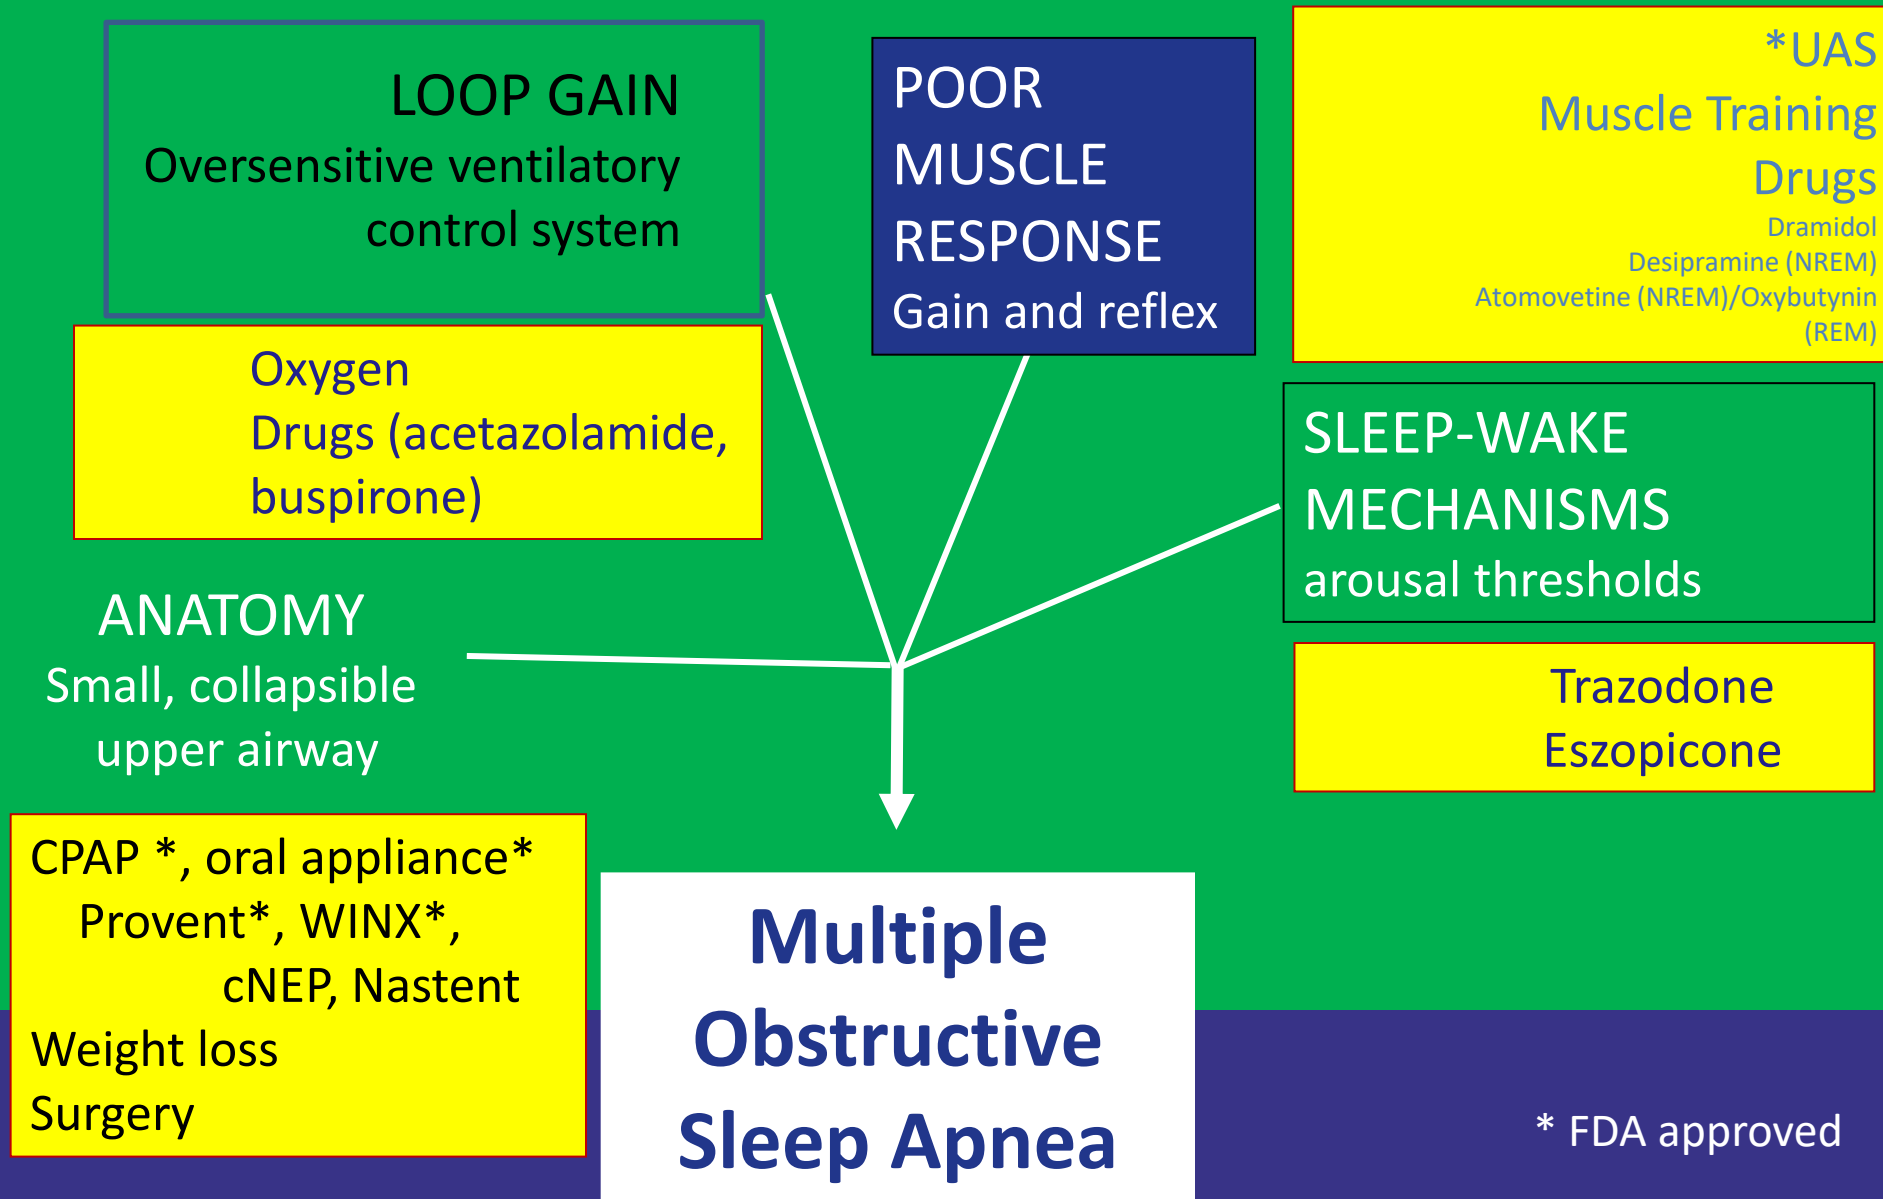 LOOP GAIN
Oversensitive ventilatory
control system
Oxygen
Drugs (acetazolamide,
buspirone)
POOR
MUSCLE
RESPONSE
Gain and reflex
*UAS
Muscle Training
Drugs
Dramidol
Desipramine (NREM)
Atomovetine (NREM)/Oxybutynin
(REM)
SLEEP-WAKE
MECHANISMS
arousal thresholds
Trazodone
Eszopicone
ANATOMY
Small, collapsible
upper airway
CPAP *, oral appliance*
Provent*, WINX*,
cNEP, Nastent
Weight loss
Surgery
Multiple
Obstructive
Sleep Apnea
* FDA approved